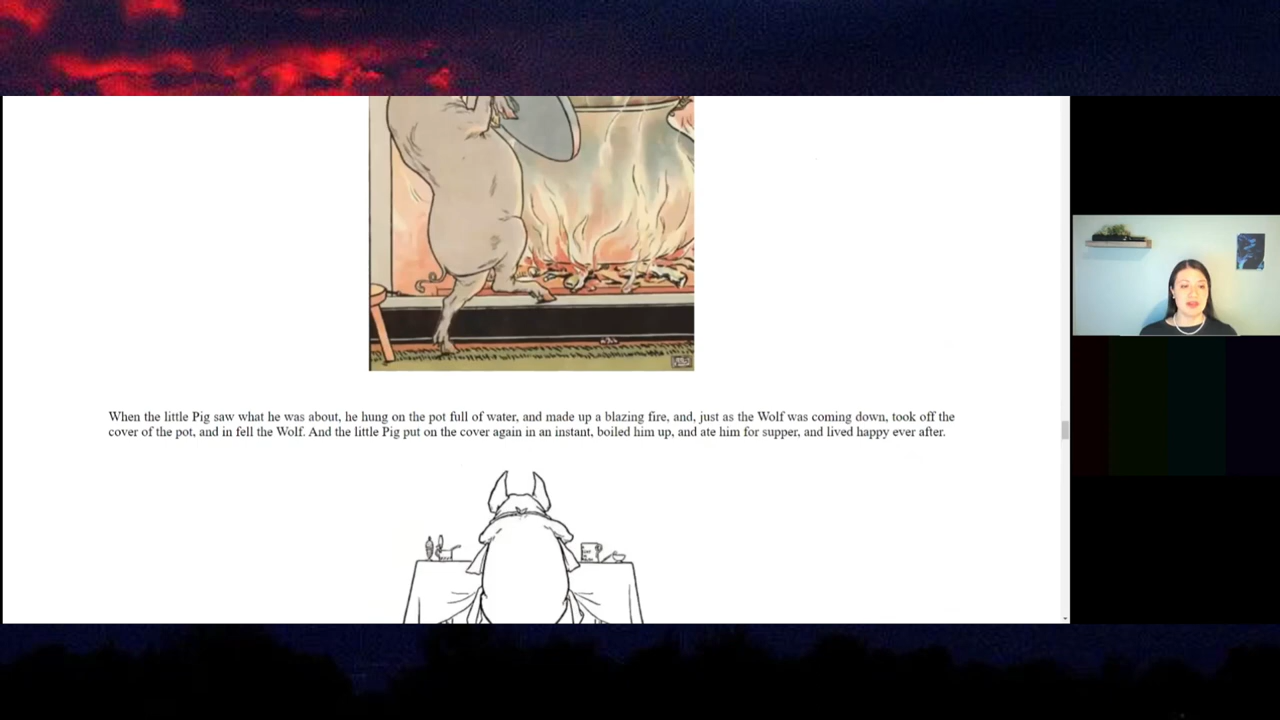 When the little Pig saw what he was about, he hung on the pot full of water, and made up a blazing fire, and, just as the Wolf was coming down, took off the
cover of the pot, and in fell the Wolf. And the little Pig put on the cover again in an instant, boiled him up, and ate him for supper, and lived happy ever after.